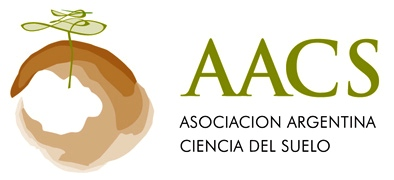 AACS
ASOCIACION ARGENTINA
CIENCIA DEL SUELO